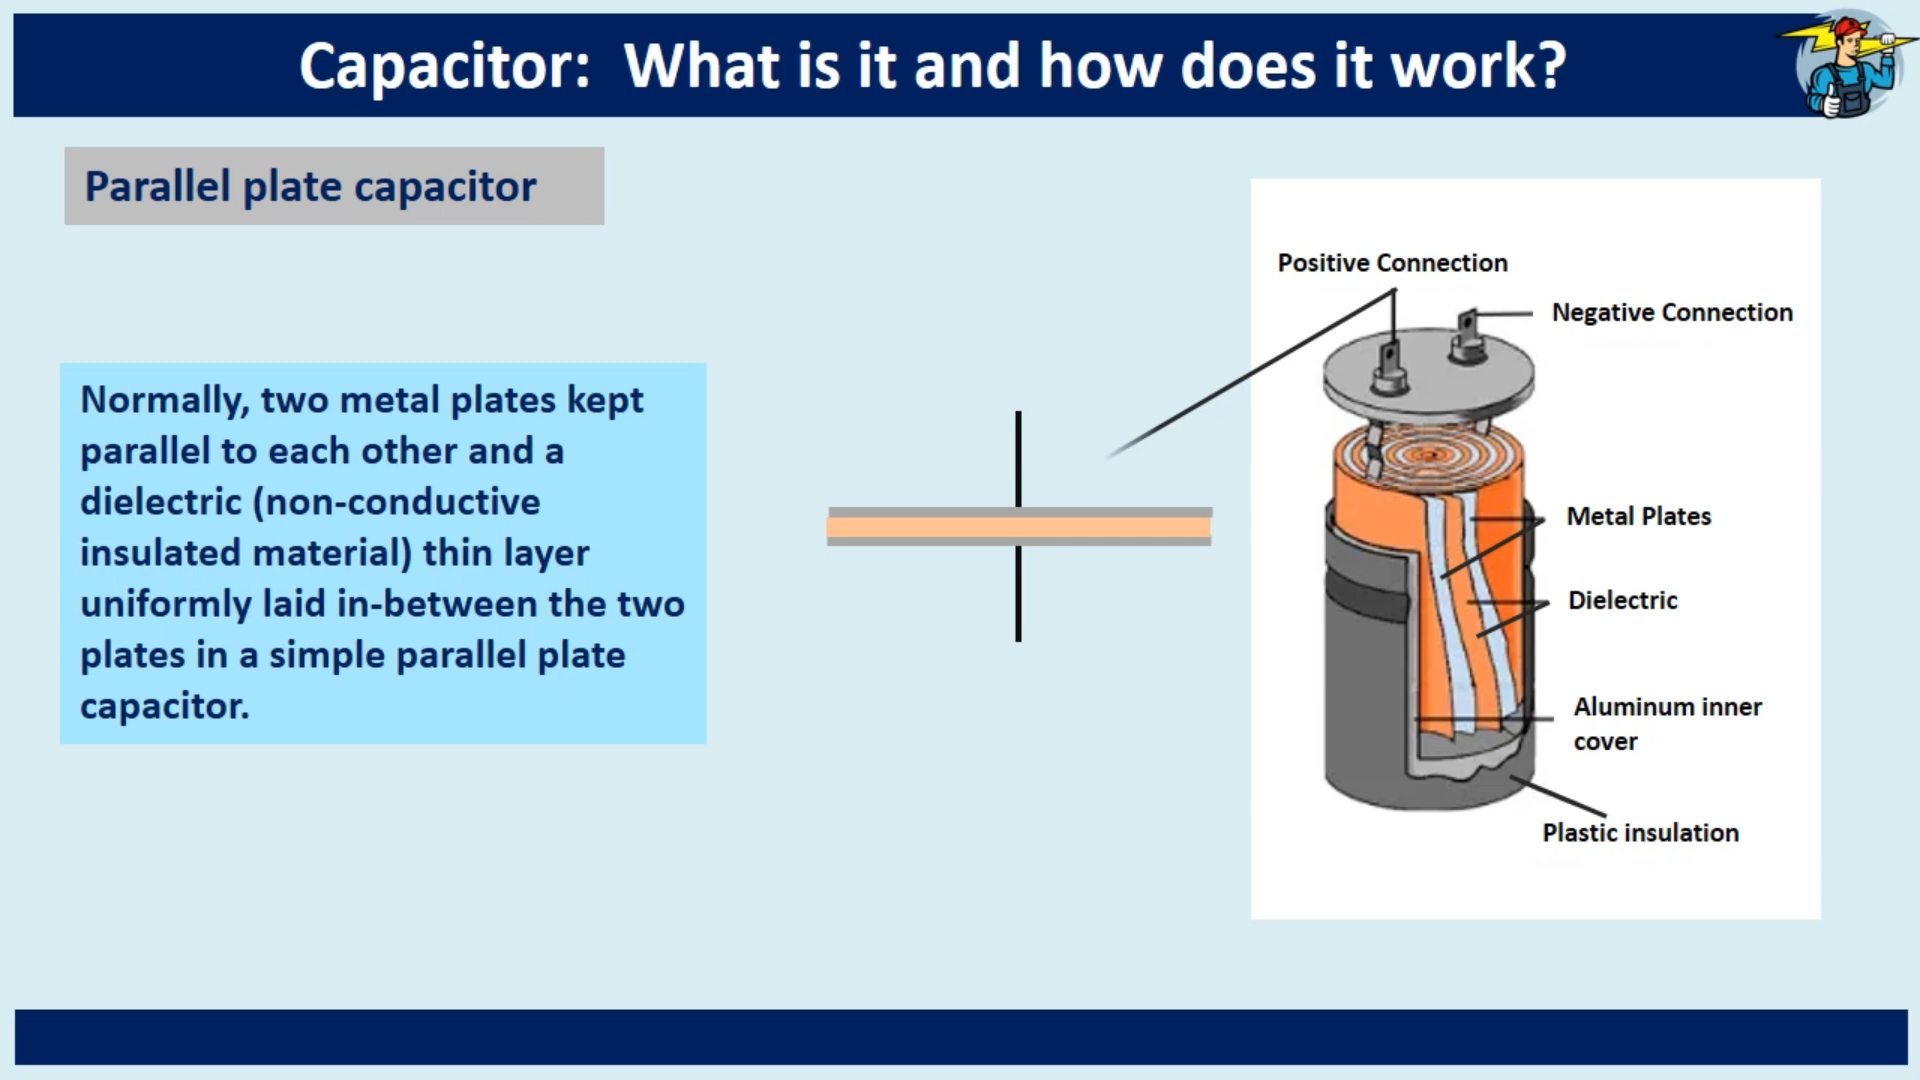 Capacitor: What is it and how does it work?
Parallel plate capacitor
Normally, two metal plates kept
parallel to each other and a
dielectric (non-conductive
insulated material) thin layer
uniformly laid in-between the two
plates in a simple parallel plate
capacitor.
Positive Connection
Negative Connection
Metal Plates
Dielectric
Aluminum inner
cover
Plastic insulation